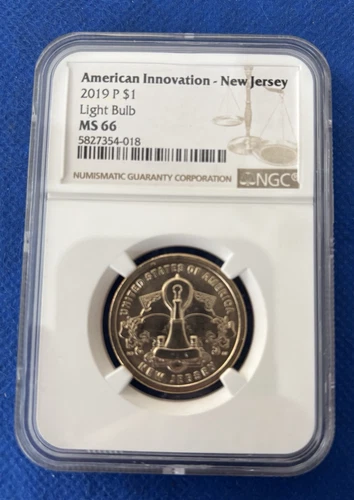 American Innovation - New Jersey
2019 P $1
Light Bulb
MS 66
5827354-018
NUMISMATIC GUARANTY CORPORATION
NGC®
UNITED STATES OF AMERICA
NEW JERSEY